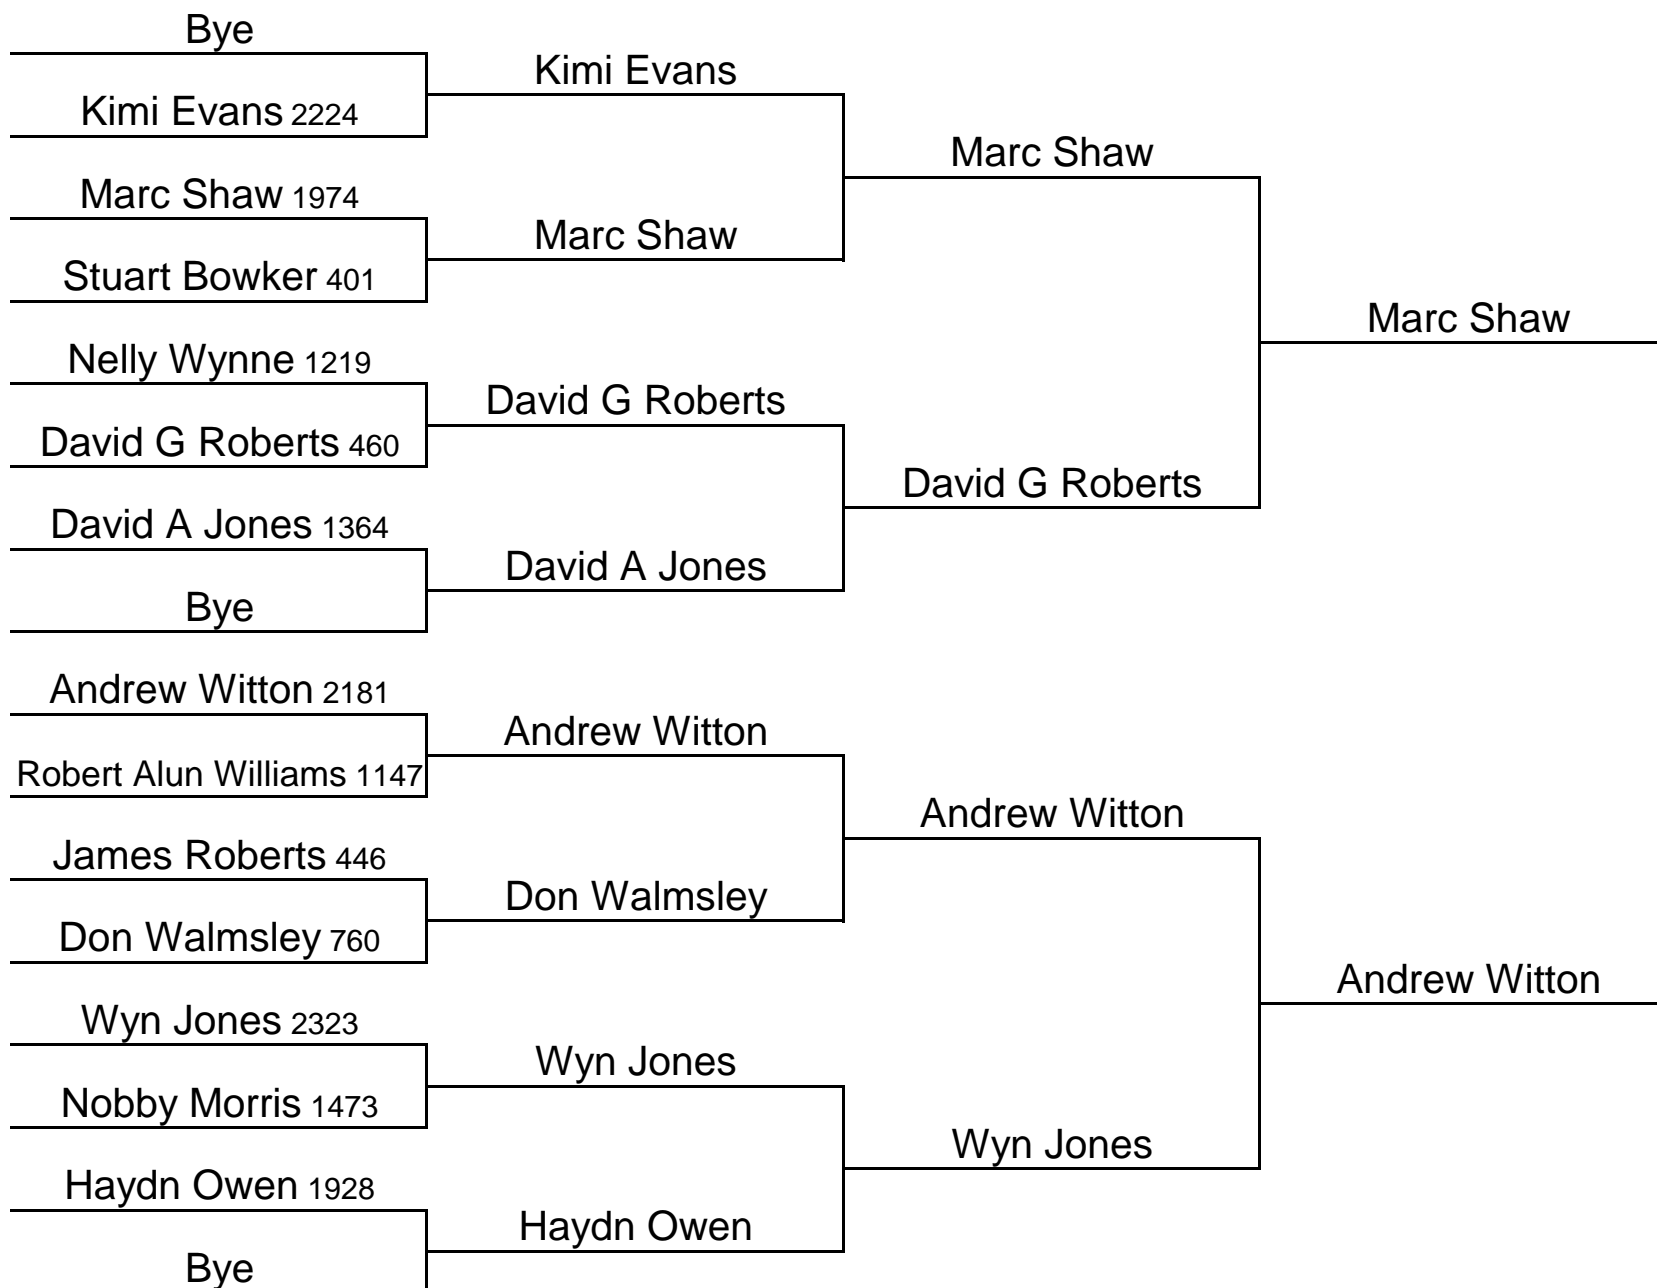 Bye
Kimi Evans 2224
Marc Shaw 1974
Stuart Bowker 401
Nelly Wynne 1219
David G Roberts 460
David A Jones 1364
Bye
Andrew Witton 2181
Robert Alun Williams 1147
James Roberts 446
Don Walmsley 760
Wyn Jones 2323
Nobby Morris 1473
Haydn Owen 1928
Bye
Kimi Evans
Marc Shaw
David G Roberts
David A Jones
Andrew Witton
Don Walmsley
Wyn Jones
Haydn Owen
Marc Shaw
David G Roberts
Andrew Witton
Wyn Jones
Marc Shaw
Andrew Witton